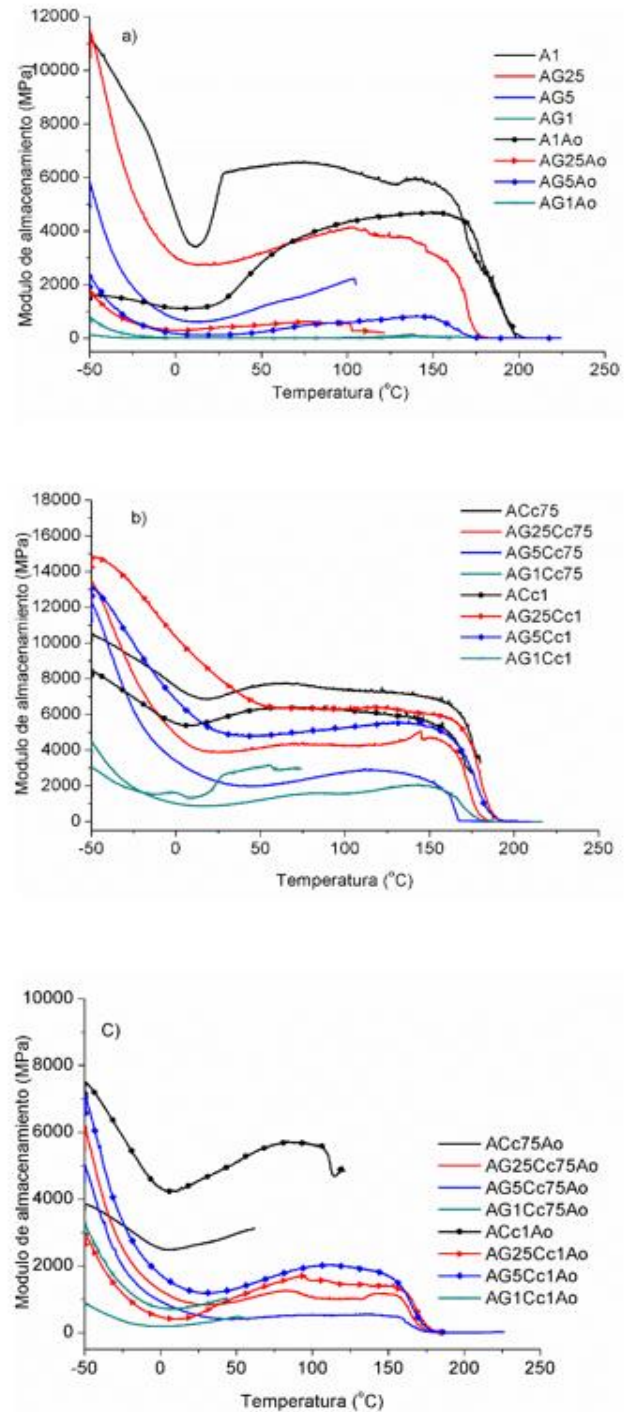 a)
12000
10000
8000
6000
4000
2000
0
Modulo de almacenamiento (MPa)
-50 0 50 100 150 200 250
Temperatura (°C)
A1
AG25
AG5
AG1
A1Ao
AG25Ao
AG5Ao
AG1Ao
b)
18000
16000
14000
12000
10000
8000
6000
4000
2000
0
Modulo de almacenamiento (MPa)
-50 0 50 100 150 200 250
Temperatura (°C)
ACc75
AG25Cc75
AG5Cc75
AG1Cc75
ACc1
AG25Cc1
AG5Cc1
AG1Cc1
C)
10000
8000
6000
4000
2000
0
Modulo de almacenamiento (MPa)
-50 0 50 100 150 200 250
Temperatura (°C)
ACc75Ao
AG25Cc75Ao
AG5Cc75Ao
AG1Cc75Ao
ACc1Ao
AG25Cc1Ao
AG5Cc1Ao
AG1Cc1Ao